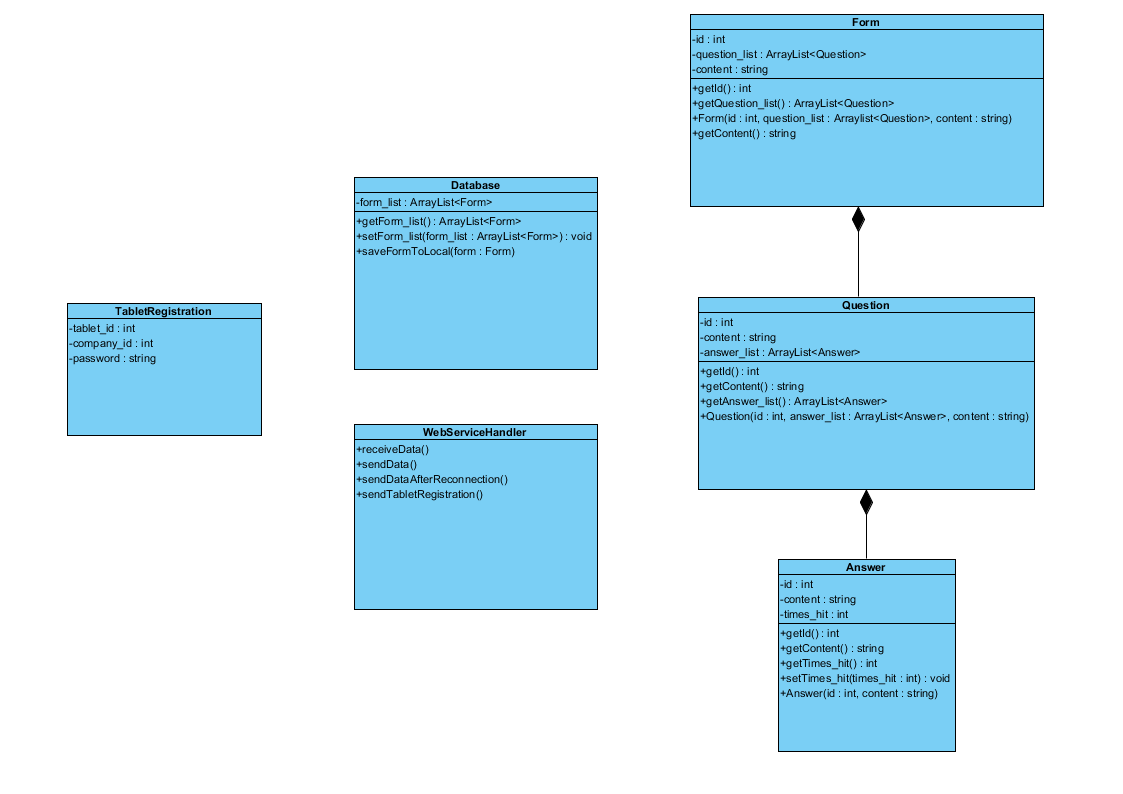 Form
-id : int
-question_list : ArrayList<Question>
-content : string
+getId() : int
+getQuestion_list() : ArrayList<Question>
+Form(id : int, question_list : Arraylist<Question>, content : string)
+getContent() : string
Database
-form_list : ArrayList<Form>
+getForm_list() : ArrayList<Form>
+setForm_list(form_list : ArrayList<Form>) : void
+saveFormToLocal(form : Form)
TabletRegistration
-tablet_id : int
-company_id : int
-password : string
Question
-id : int
-content : string
-answer_list : ArrayList<Answer>
+getId() : int
+getContent() : string
+getAnswer_list() : ArrayList<Answer>
+Question(id : int, answer_list : ArrayList<Answer>, content : string)
WebServiceHandler
+receiveData()
+sendData()
+sendDataAfterReconnection()
+sendTabletRegistration()
Answer
-id : int
-content : string
-times_hit : int
+getId() : int
+getContent() : string
+getTimes_hit() : int
+setTimes_hit(times_hit : int) : void
+Answer(id : int, content : string)